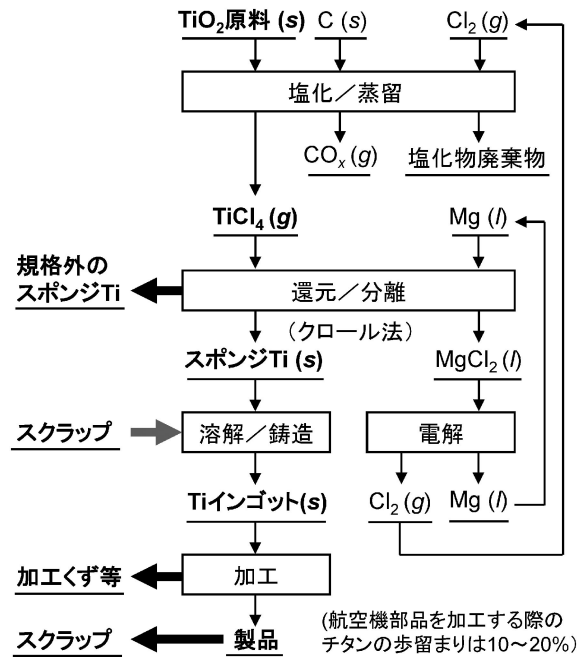 TiO₂原料 (s) C (s) Cl₂ (g)
塩化／蒸留
COₓ (g) 塩化物廃棄物
TiCl₄ (g) Mg (l)
規格外の
スポンジTi
還元／分離
（クロール法）
スポンジTi (s) MgCl₂ (l)
スクラップ 溶解／鋳造 電解
Tiインゴット(s) Cl₂ (g) Mg (l)
加工くず等 加工
スクラップ 製品
(航空機部品を加工する際の
チタンの歩留まりは10～20%)